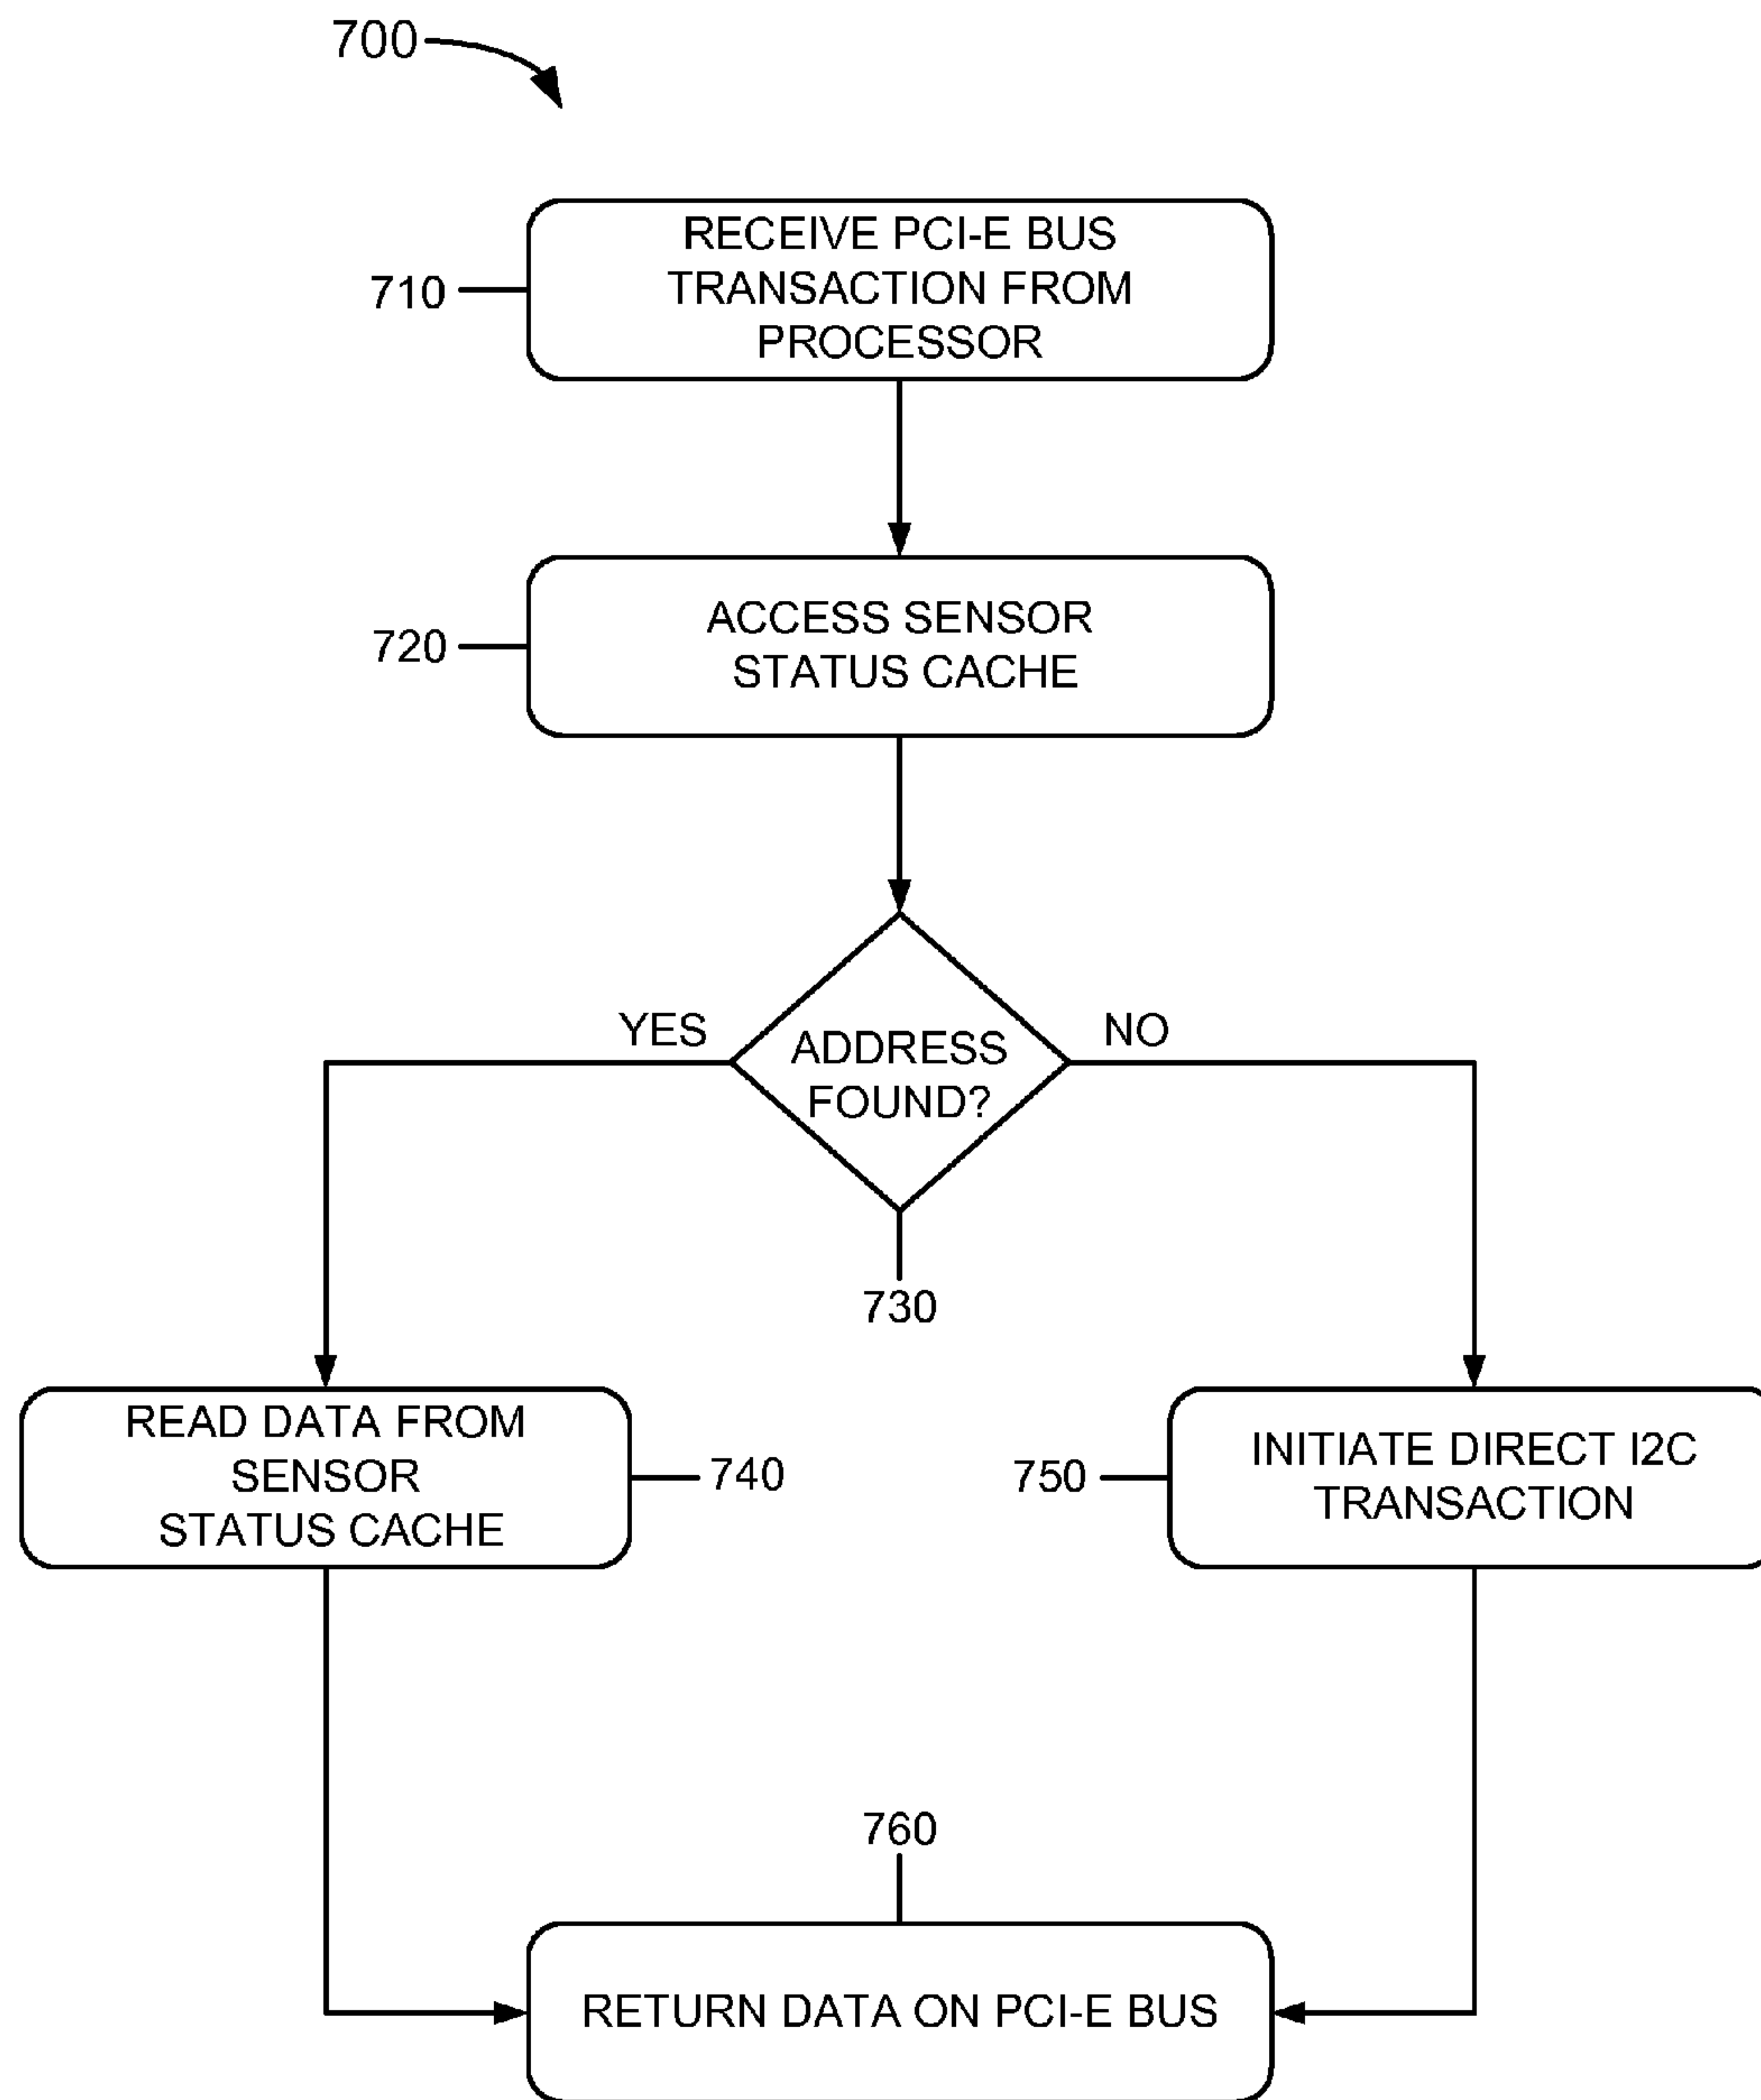 700
RECEIVE PCI-E BUS
TRANSACTION FROM
PROCESSOR
710
ACCESS SENSOR
STATUS CACHE
720
YES
NO
ADDRESS
FOUND?
730
READ DATA FROM
SENSOR
STATUS CACHE
740
750
INITIATE DIRECT I2C
TRANSACTION
760
RETURN DATA ON PCI-E BUS